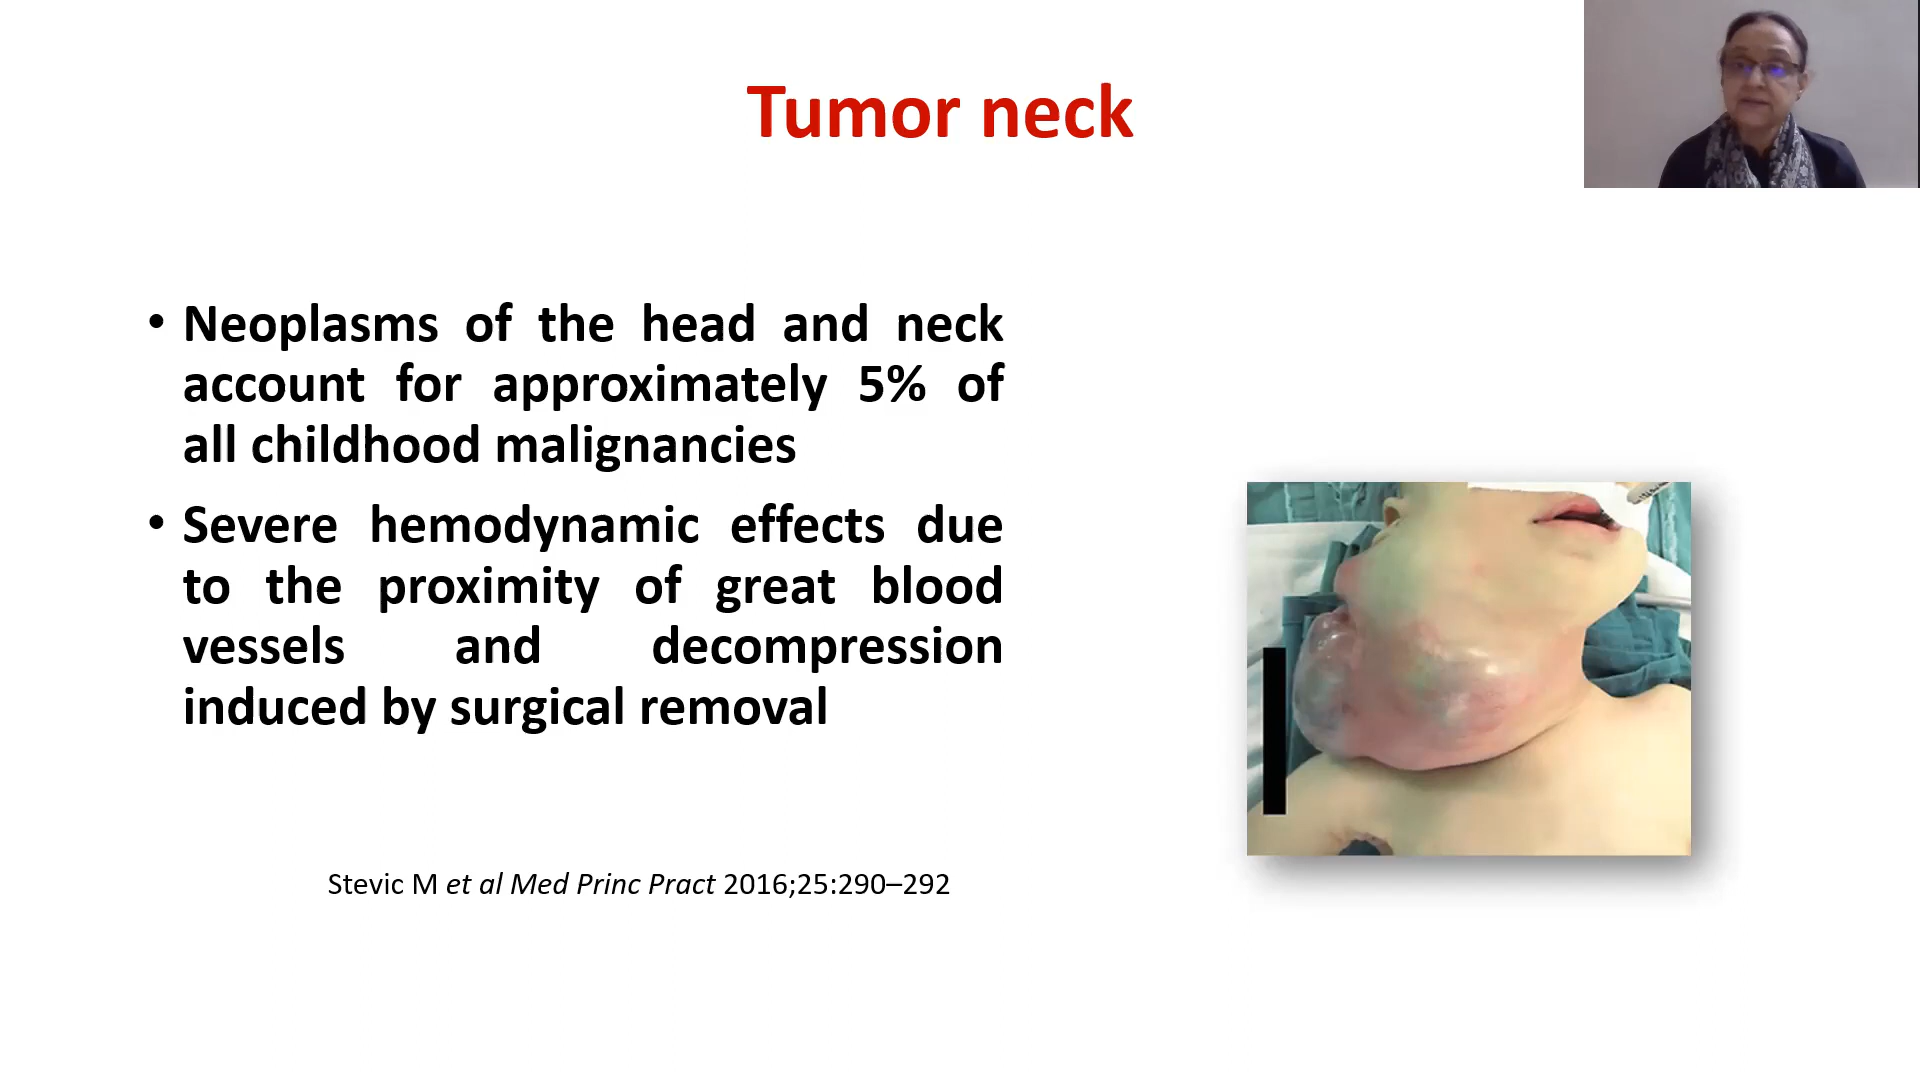 Tumor neck
• Neoplasms of the head and neck
account for approximately 5% of
all childhood malignancies
• Severe hemodynamic effects due
to the proximity of great blood
vessels and decompression
induced by surgical removal
Stevic M et al Med Princ Pract 2016;25:290–292